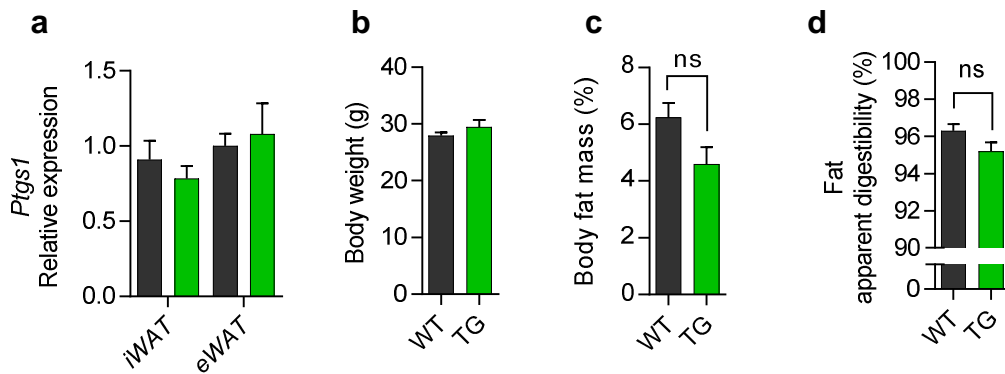 a
Ptgs1
Relative expression
1.5
1.0
0.5
0.0
iWAT
eWAT
b
Body weight (g)
40
30
20
10
0
WT
TG
c
Body fat mass (%)
8
6
4
2
0
ns
WT
TG
d
Fat
apparent digestibility (%)
100
98
96
94
92
90
0
ns
WT
TG